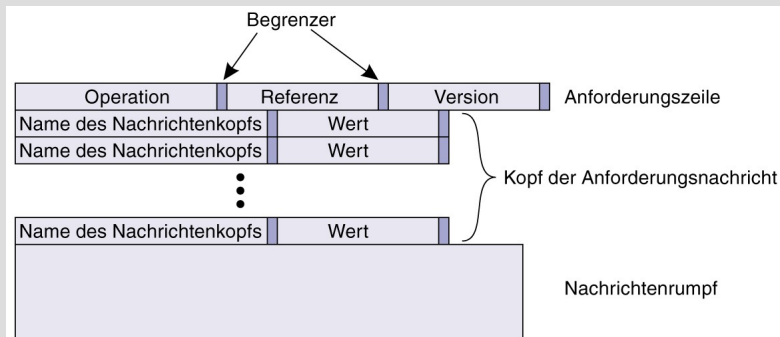 Begrenzer
Operation Referenz Version Anforderungszeile
Name des Nachrichtenkopfs Wert
Name des Nachrichtenkopfs Wert
Kopf der Anforderungsnachricht
Name des Nachrichtenkopfs Wert
Nachrichtenrumpf